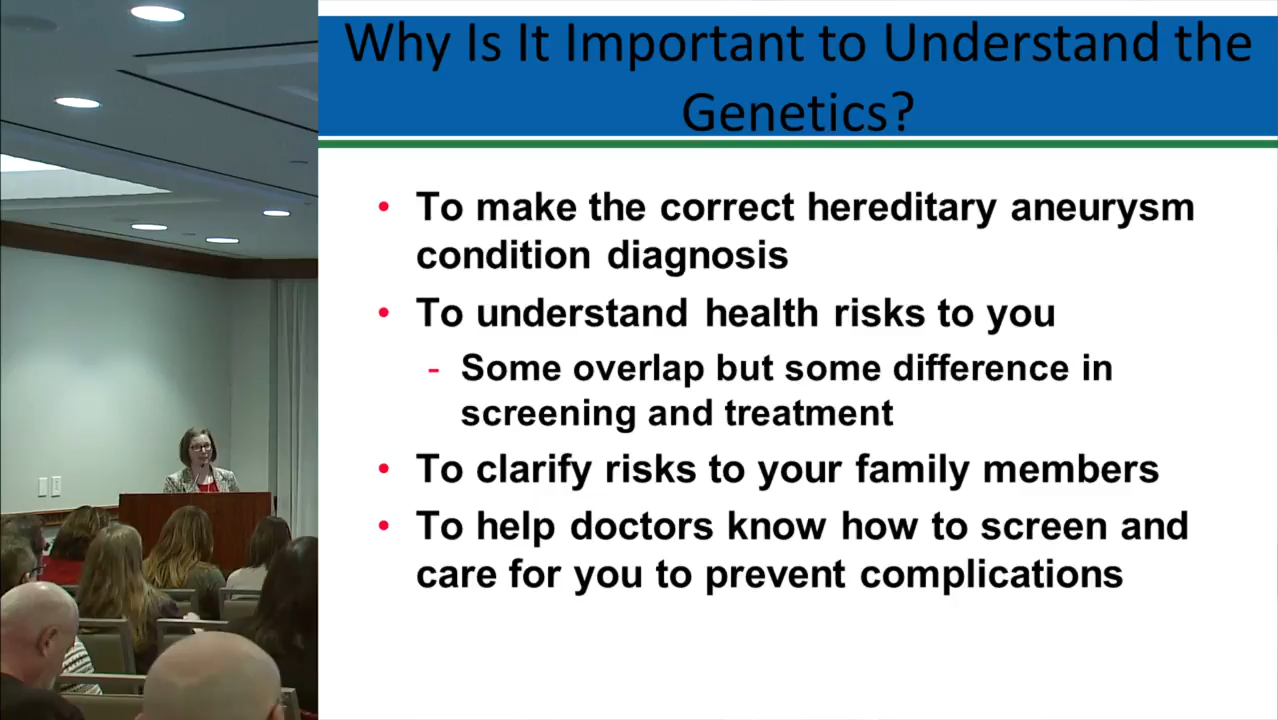 Why Is It Important to Understand the
Genetics?
• To make the correct hereditary aneurysm
condition diagnosis
• To understand health risks to you
- Some overlap but some difference in
screening and treatment
• To clarify risks to your family members
• To help doctors know how to screen and
care for you to prevent complications